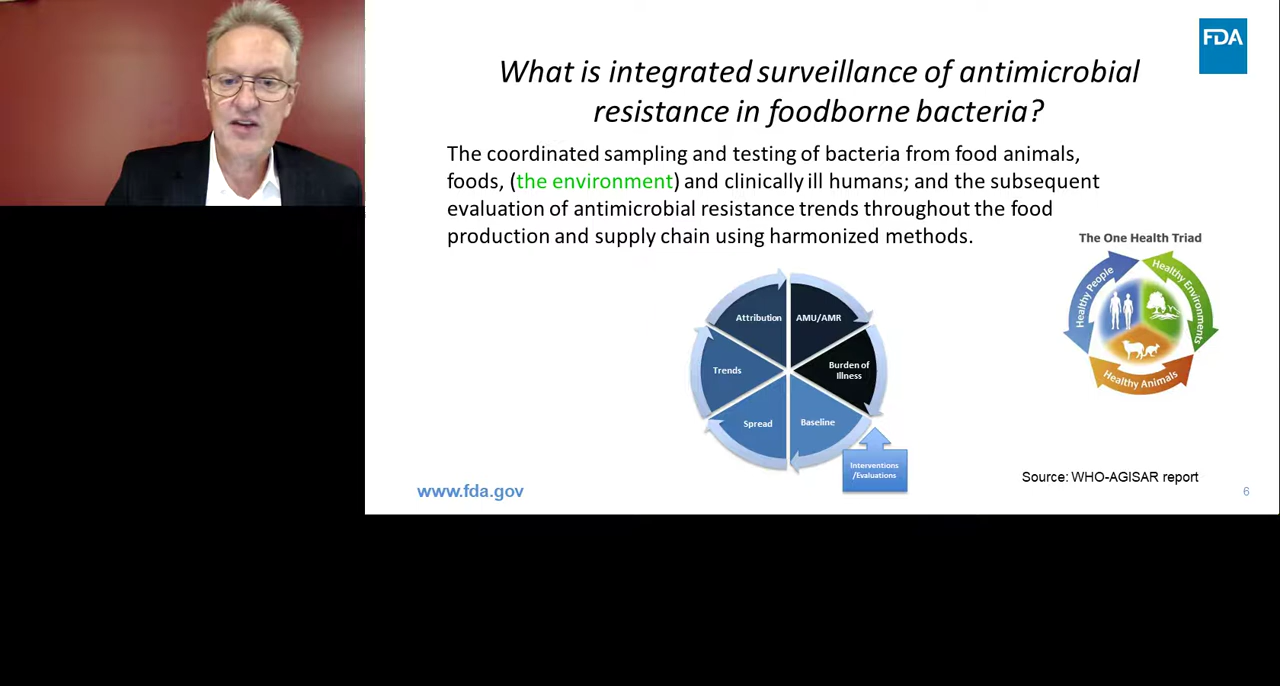 FDA
What is integrated surveillance of antimicrobial
resistance in foodborne bacteria?
The coordinated sampling and testing of bacteria from food animals,
foods, (the environment) and clinically ill humans; and the subsequent
evaluation of antimicrobial resistance trends throughout the food
production and supply chain using harmonized methods.
The One Health Triad
Healthy People
Healthy Environments
Healthy Animals
Attribution
AMU/AMR
Trends
Burden of
Illness
Spread
Baseline
Interventions
/Evaluations
Source: WHO-AGISAR report
www.fda.gov
6